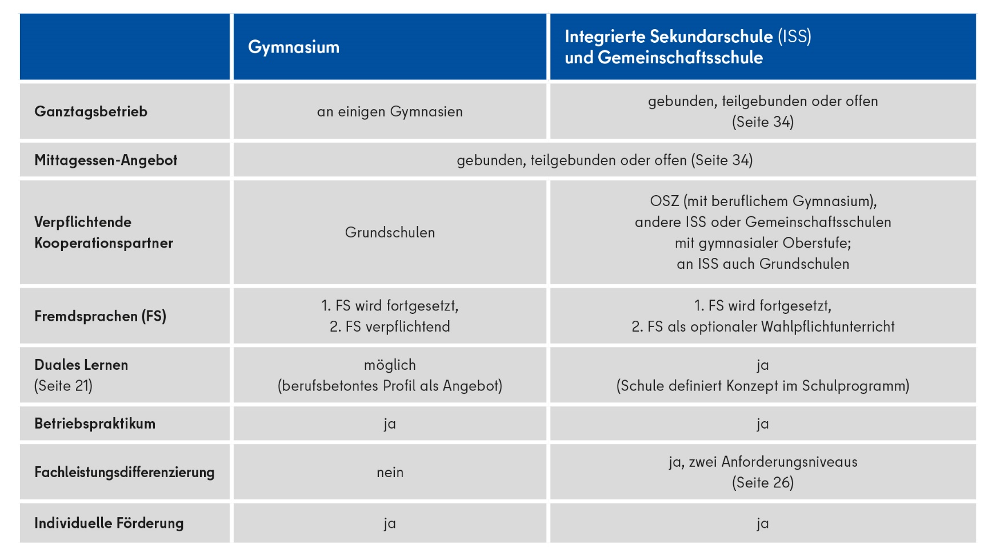 Gymnasium
Integrierte Sekundarschule (ISS)
und Gemeinschaftsschule
Ganztagsbetrieb
an einigen Gymnasien
gebunden, teilgebunden oder offen
(Seite 34)
Mittagessen-Angebot
gebunden, teilgebunden oder offen (Seite 34)
Verpflichtende
Kooperationspartner
Grundschulen
OSZ (mit beruflichem Gymnasium),
andere ISS oder Gemeinschaftsschulen
mit gymnasialer Oberstufe;
an ISS auch Grundschulen
Fremdsprachen (FS)
1. FS wird fortgesetzt,
2. FS verpflichtend
1. FS wird fortgesetzt,
2. FS als optionaler Wahlpflichtunterricht
Duales Lernen
(Seite 21)
möglich
(berufsbetontes Profil als Angebot)
ja
(Schule definiert Konzept im Schulprogramm)
Betriebspraktikum
ja
ja
Fachleistungsdifferenzierung
nein
ja, zwei Anforderungsniveaus
(Seite 26)
Individuelle Förderung
ja
ja